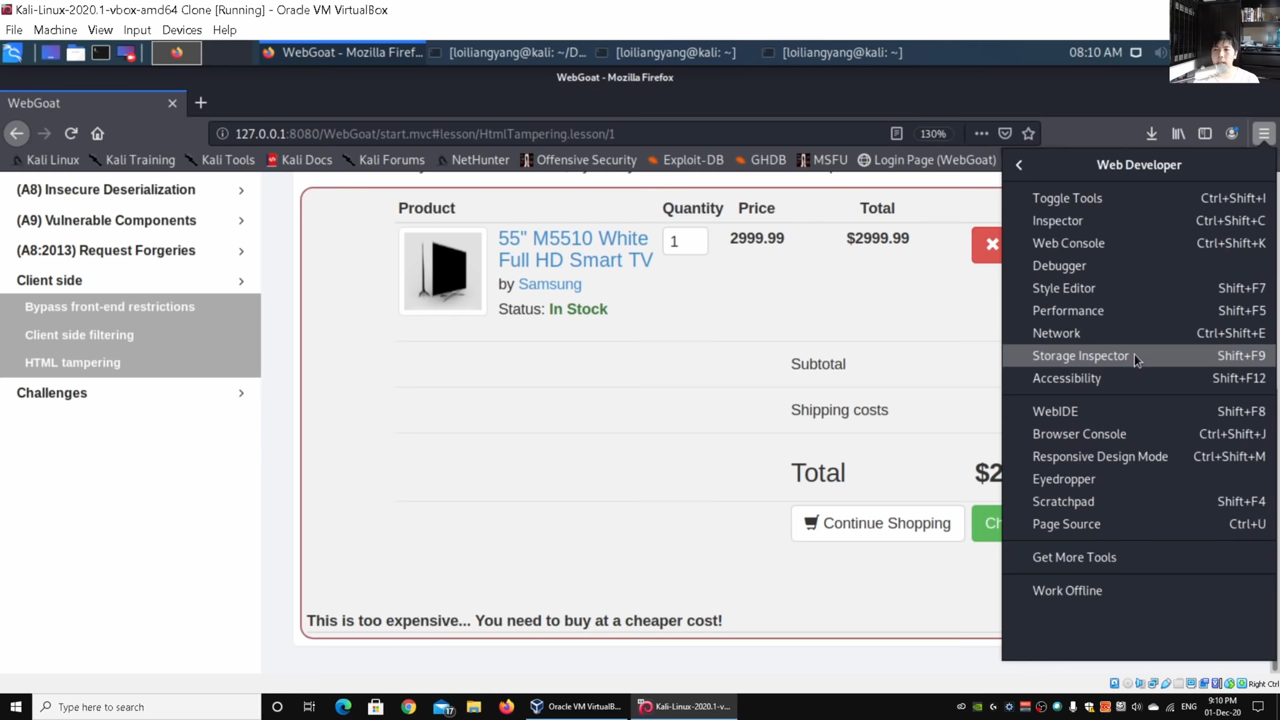 Kali-Linux-2020.1-vbox-amd64 Clone [Running] - Oracle VM VirtualBox
File Machine View Input Devices Help
WebGoat - Mozilla Firef... [loiliangyang@kali: ~/D... [loiliangyang@kali: ~] [loiliangyang@kali: ~] 08:10 AM
WebGoat - Mozilla Firefox
WebGoat
127.0.0.1:8080/WebGoat/start.mvc#lesson/HtmlTampering.lesson/1 130%
Kali Linux Kali Training Kali Tools Kali Docs Kali Forums NetHunter Offensive Security Exploit-DB GHDB MSFU Login Page (WebGoat)
(A8) Insecure Deserialization
(A9) Vulnerable Components
(A8:2013) Request Forgeries
Client side
Bypass front-end restrictions
Client side filtering
HTML tampering
Challenges
Product Quantity Price Total
55" M5510 White
Full HD Smart TV
by Samsung
Status: In Stock
1 2999.99 $2999.99
Subtotal
Shipping costs
Total $2
Continue Shopping Ch
This is too expensive... You need to buy at a cheaper cost!
Web Developer
Toggle Tools Ctrl+Shift+I
Inspector Ctrl+Shift+C
Web Console Ctrl+Shift+K
Debugger
Style Editor Shift+F7
Performance Shift+F5
Network Ctrl+Shift+E
Storage Inspector Shift+F9
Accessibility Shift+F12
WebIDE Shift+F8
Browser Console Ctrl+Shift+J
Responsive Design Mode Ctrl+Shift+M
Eyedropper
Scratchpad Shift+F4
Page Source Ctrl+U
Get More Tools
Work Offline
Right Ctrl
Type here to search
17
Oracle VM VirtualB... Kali-Linux-2020.1-v...
ENG
9:10 PM
01-Dec-20